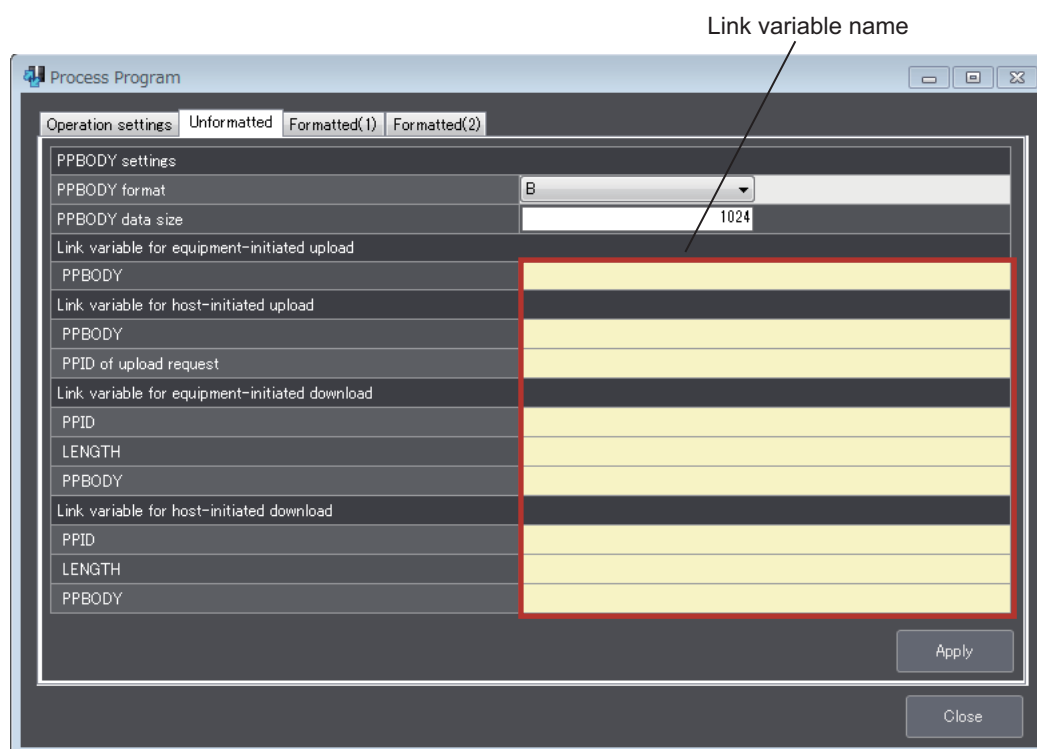 Link variable name
Process Program
Operation settings Unformatted Formatted(1) Formatted(2)
PPBODY settings
PPBODY format B
PPBODY data size 1024
Link variable for equipment-initiated upload
PPBODY
Link variable for host-initiated upload
PPBODY
PPID of upload request
Link variable for equipment-initiated download
PPID
LENGTH
PPBODY
Link variable for host-initiated download
PPID
LENGTH
PPBODY
Apply
Close